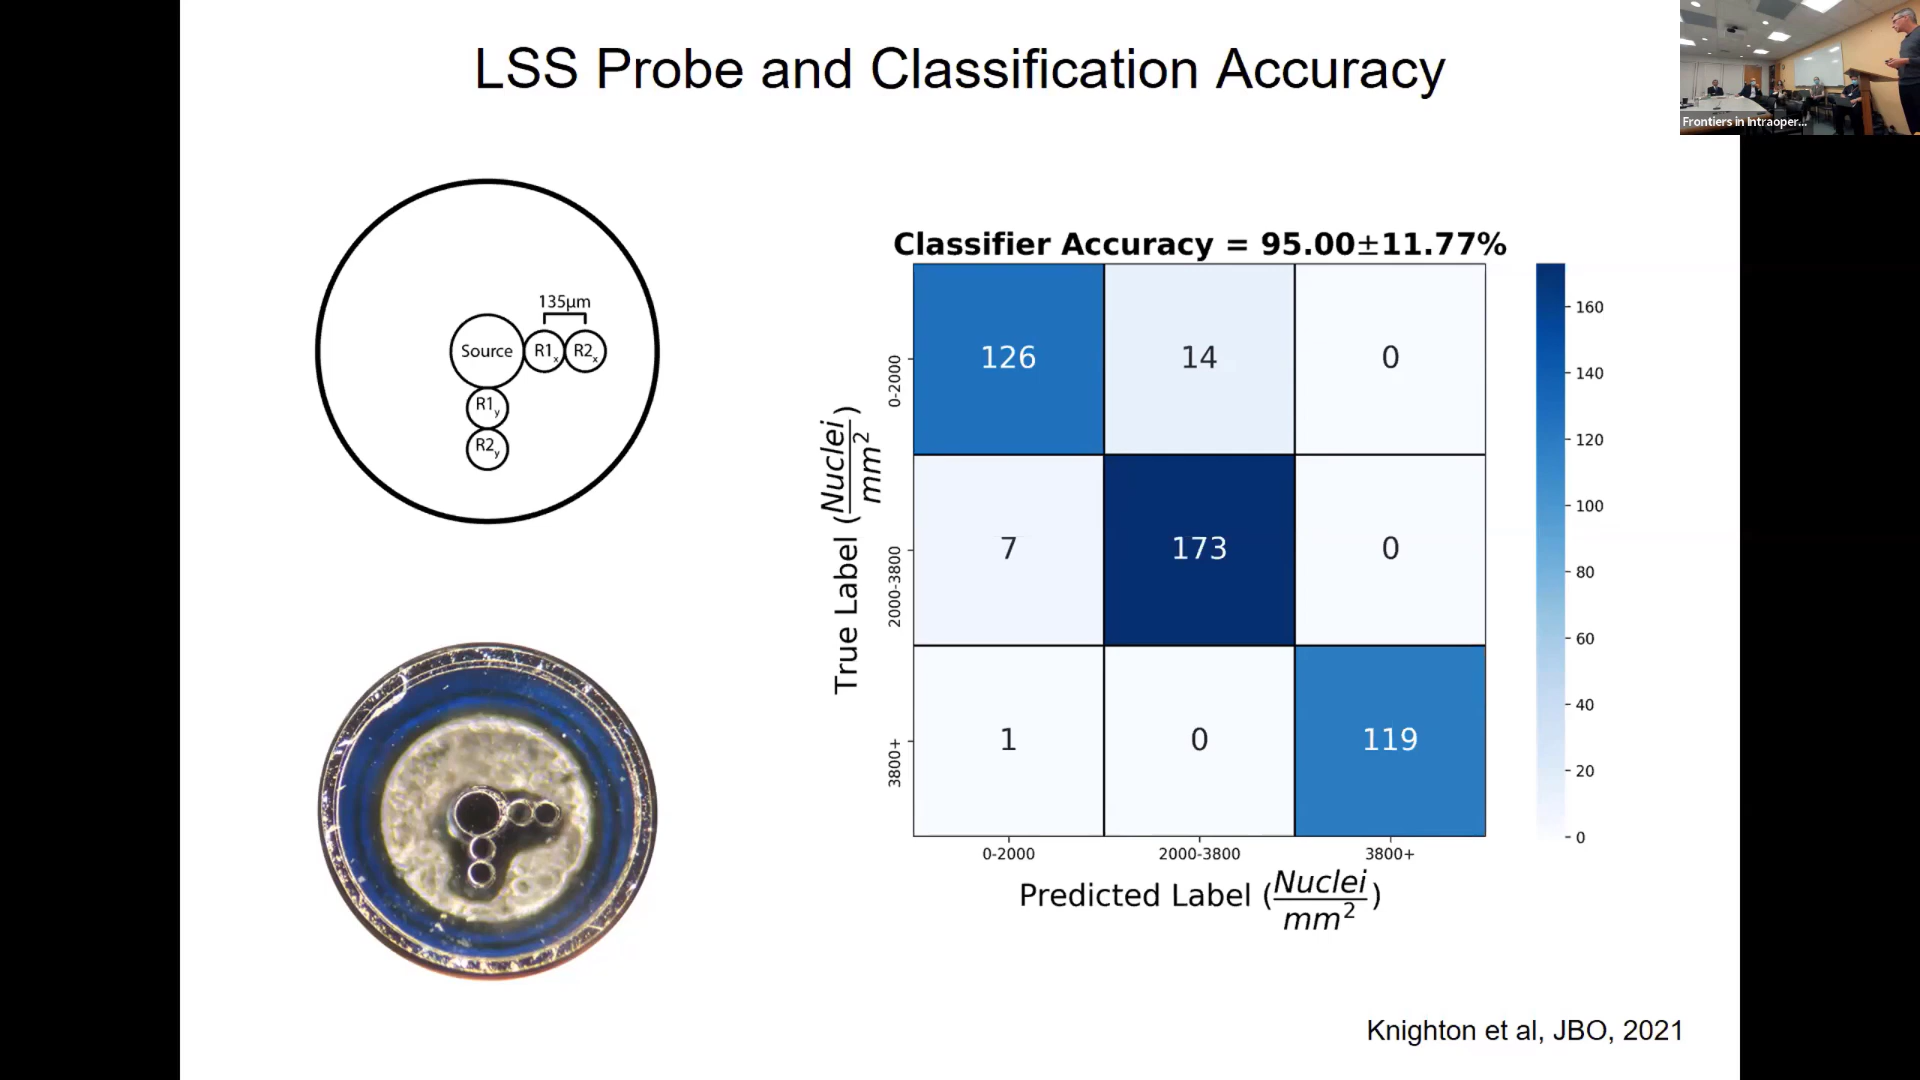 LSS Probe and Classification Accuracy
Frontiers in Intraoper...
135μm
Source
R1x
R2x
R1y
R2y
Classifier Accuracy = 95.00±11.77%
126 14 0
7 173 0
1 0 119
0-2000
2000-3800
3800+
True Label (Nuclei/mm²)
0-2000 2000-3800 3800+
Predicted Label (Nuclei/mm²)
160
140
120
100
80
60
40
20
0
Knighton et al, JBO, 2021